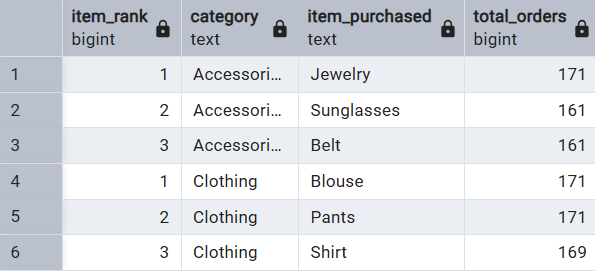 item_rank category item_purchased total_orders
bigint text text bigint
1 1 Accessori... Jewelry 171
2 2 Accessori... Sunglasses 161
3 3 Accessori... Belt 161
4 1 Clothing Blouse 171
5 2 Clothing Pants 171
6 3 Clothing Shirt 169